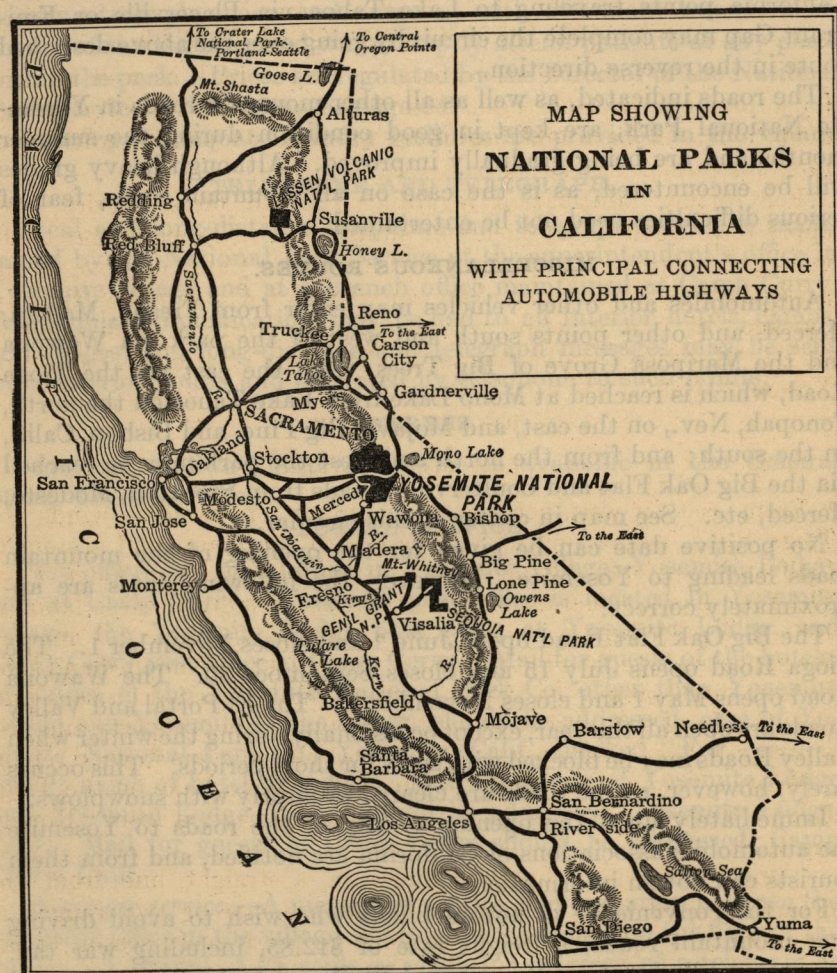 To Crater Lake
National Park-
Portland-Seattle
To Central
Oregon Points
Goose L.
Mt. Shasta
Alturas
MAP SHOWING
NATIONAL PARKS
IN
CALIFORNIA
WITH PRINCIPAL CONNECTING
AUTOMOBILE HIGHWAYS
LASSEN VOLCANIC
NAT'L PARK
Redding
Susanville
Red Bluff
Honey L.
Sacramento
R.
Reno
To the East
Truckee
Carson
City
Lake
Tahoe
Gardnerville
Myers
SACRAMENTO
Oakland
Stockton
Mono Lake
San Francisco
Modesto
Merced
YOSEMITE NATIONAL
PARK
San Jose
San Joaquin
R.
Wawona
Bishop
To the East
Madera
Big Pine
Mt. Whitney
Monterey
Fresno
Kings
R.
Lone Pine
Owens
Lake
GEN'L GRANT
N.P.
Visalia
SEQUOIA NAT'L PARK
Tulare
Lake
Kern
R.
Bakersfield
Mojave
Barstow
Needles
To the East
Santa
Barbara
San Bernardino
Los Angeles
River side
Salton Sea
San Diego
Yuma
To the East
PACIFIC
OCEAN